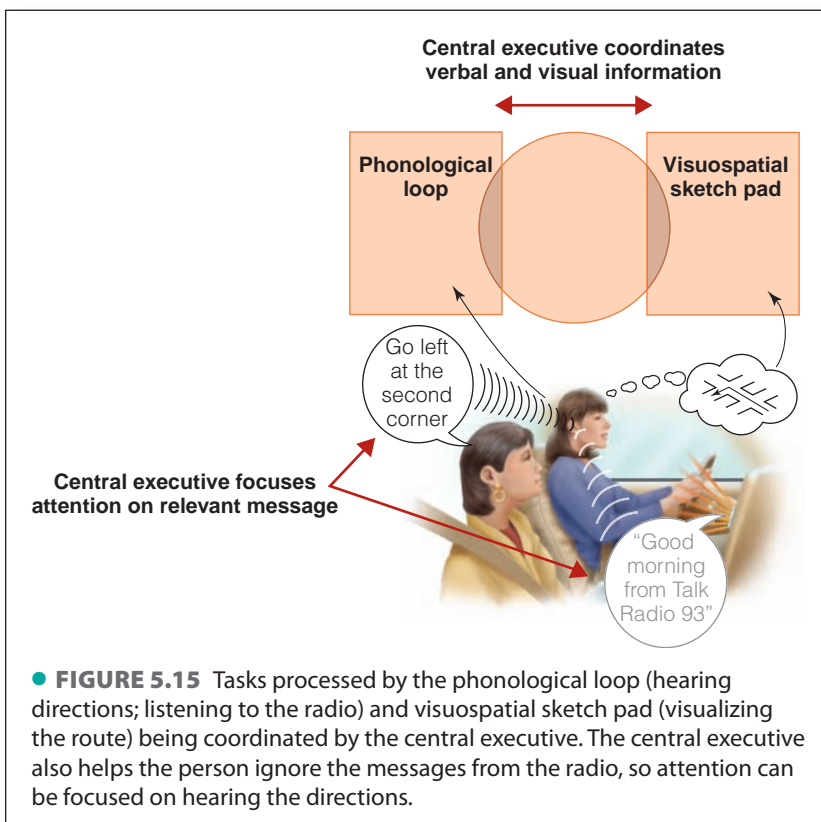 Central executive coordinates
verbal and visual information
Phonological
loop
Visuospatial
sketch pad
Go left
at the
second
corner
Central executive focuses
attention on relevant message
“Good
morning
from Talk
Radio 93”
● FIGURE 5.15 Tasks processed by the phonological loop (hearing
directions; listening to the radio) and visuospatial sketch pad (visualizing
the route) being coordinated by the central executive. The central executive
also helps the person ignore the messages from the radio, so attention can
be focused on hearing the directions.